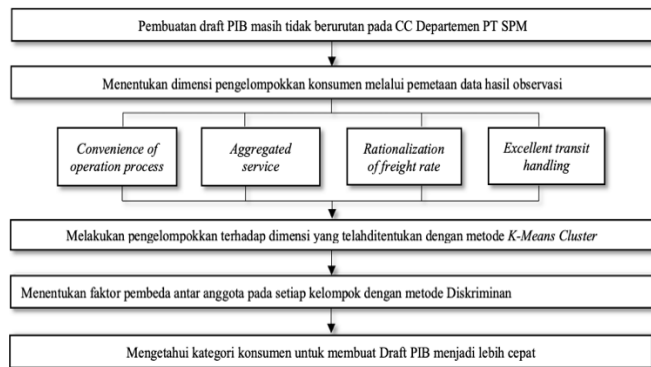 Pembuatan draft PIB masih tidak berurutan pada CC Departemen PT SPM
Menentukan dimensi pengelompokkan konsumen melalui pemetaan data hasil observasi
Convenience of
operation process
Aggregated
service
Rationalization
of freight rate
Excellent transit
handling
Melakukan pengelompokkan terhadap dimensi yang telahditentukan dengan metode K-Means Cluster
Menentukan faktor pembeda antar anggota pada setiap kelompok dengan metode Diskriminan
Mengetahui kategori konsumen untuk membuat Draft PIB menjadi lebih cepat